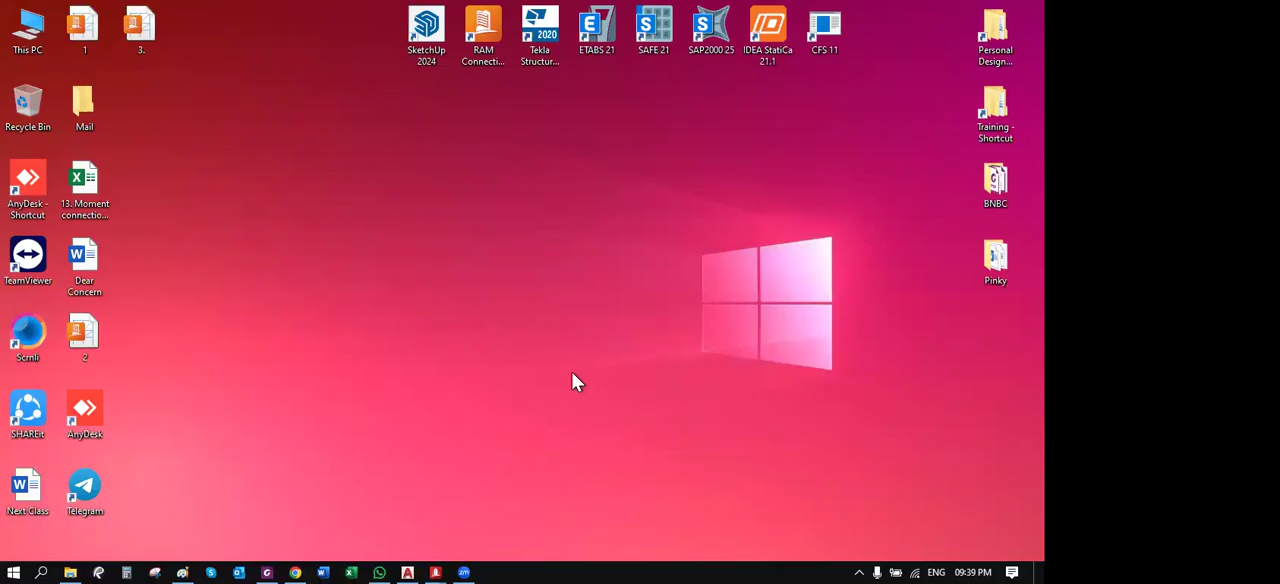 This PC
1
3.
SketchUp
2024
RAM
Connecti...
2020
Tekla
Structur...
ETABS 21
SAFE 21
SAP2000 25
IDEA StatiCa
21.1
CFS 11
Personal
Design...
Recycle Bin
Mail
Training -
Shortcut
AnyDesk -
Shortcut
13. Moment
connectio...
BNBC
TeamViewer
Dear
Concern
Pinky
Scrnli
2
SHAREit
AnyDesk
Next Class
Telegram
ENG
09:39 PM